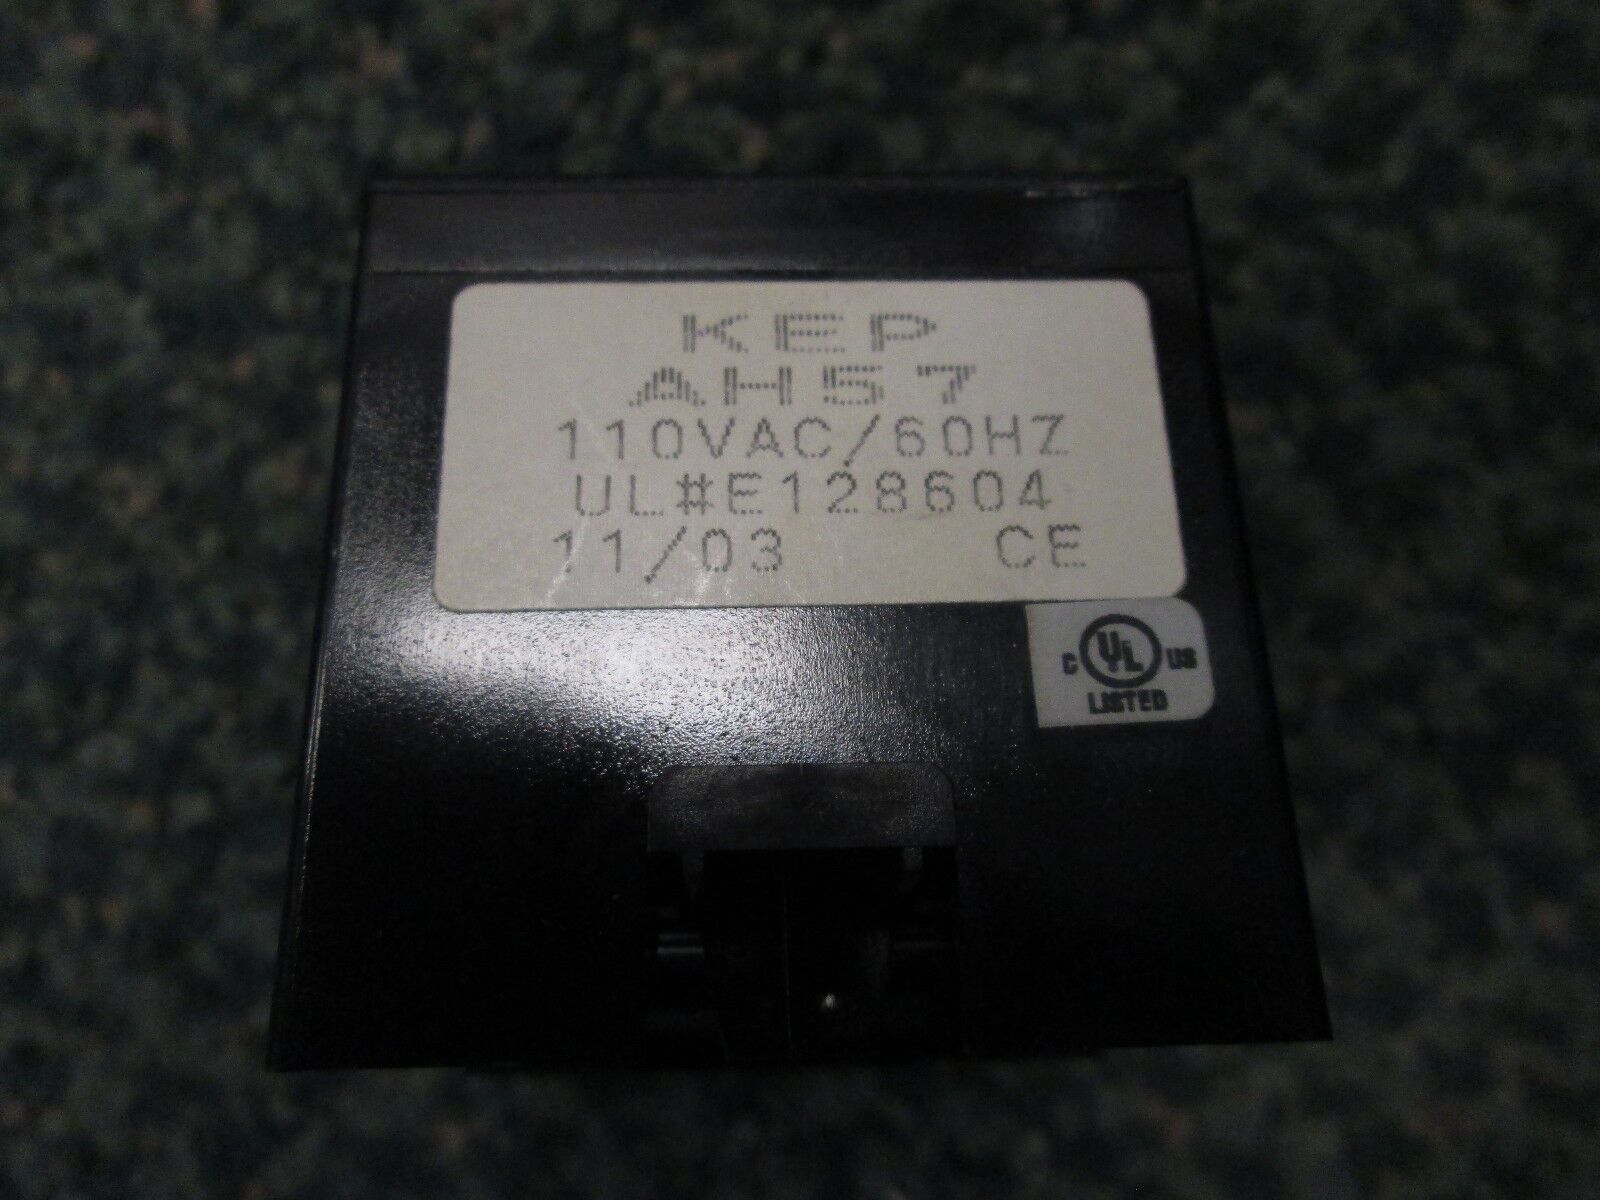 KEP
AH57
110VAC/60HZ
UL#E128604
11/03 CE
C UL US
LISTED